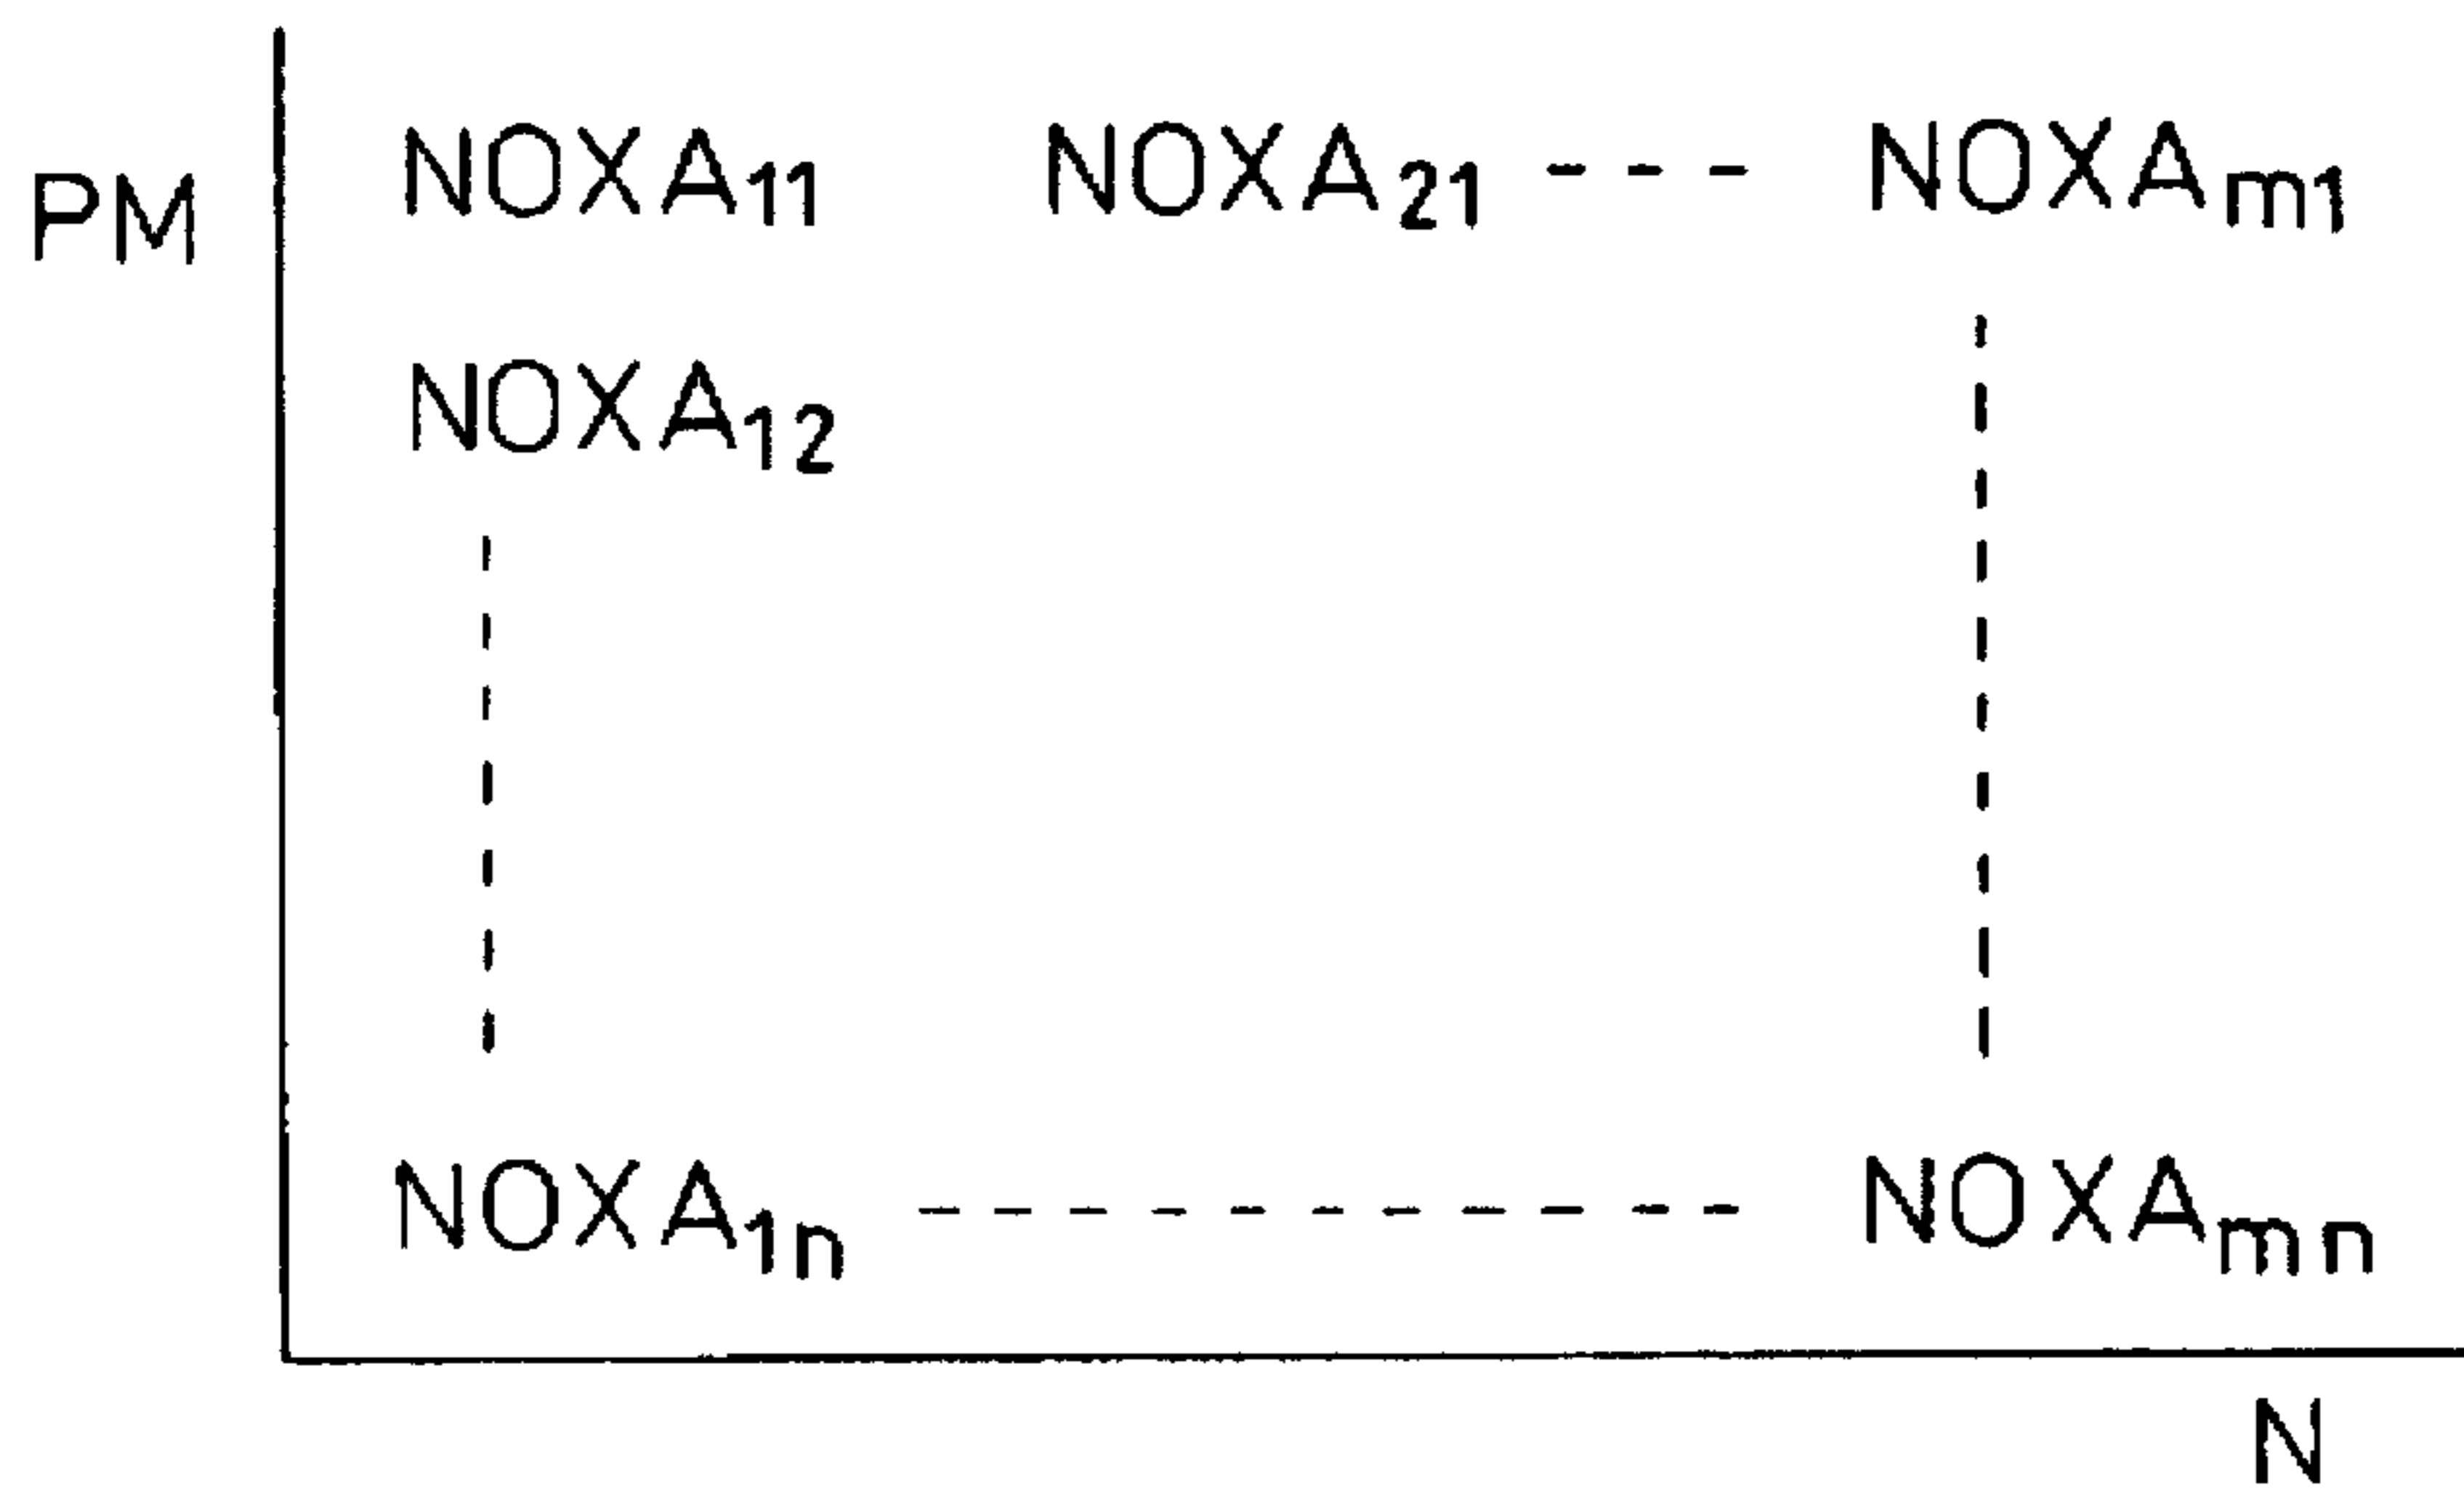 PM
NOXA₁₁ NOXA₂₁ --- NOXAₘ₁
NOXA₁₂
NOXA₁ₙ ----------- NOXAₘₙ
N